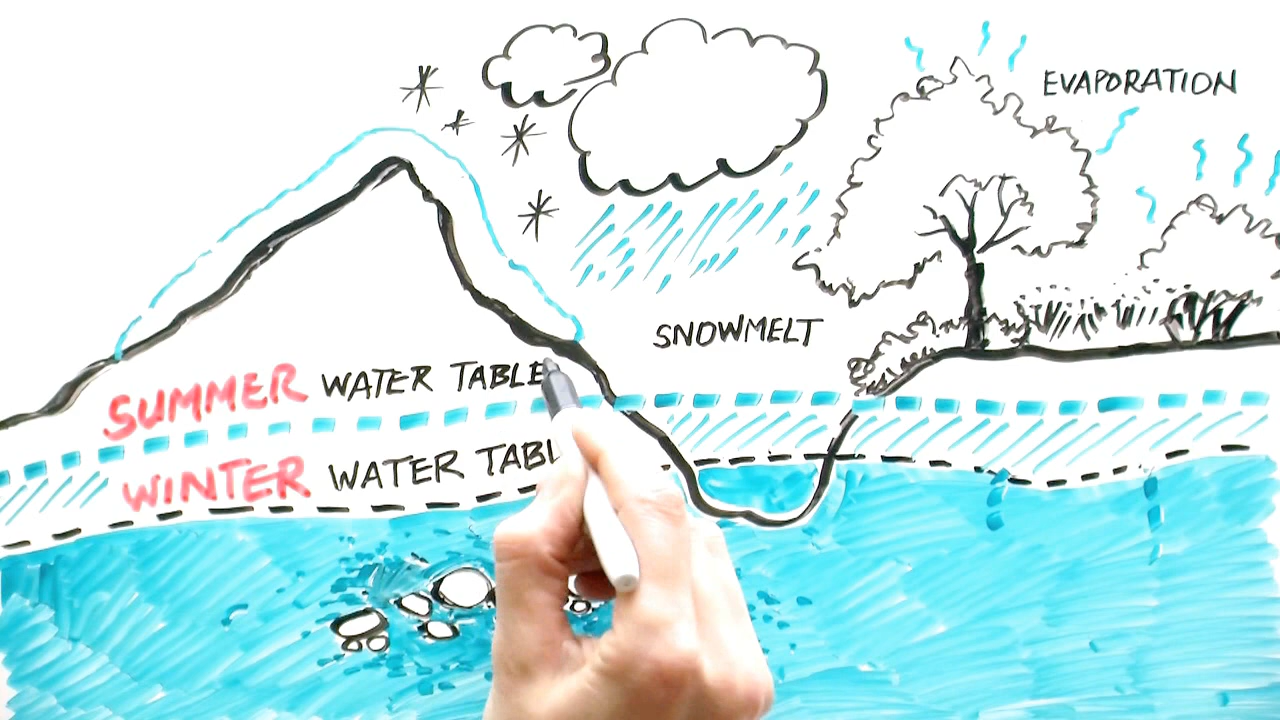 EVAPORATION
SNOWMELT
SUMMER WATER TABLE
WINTER WATER TABL